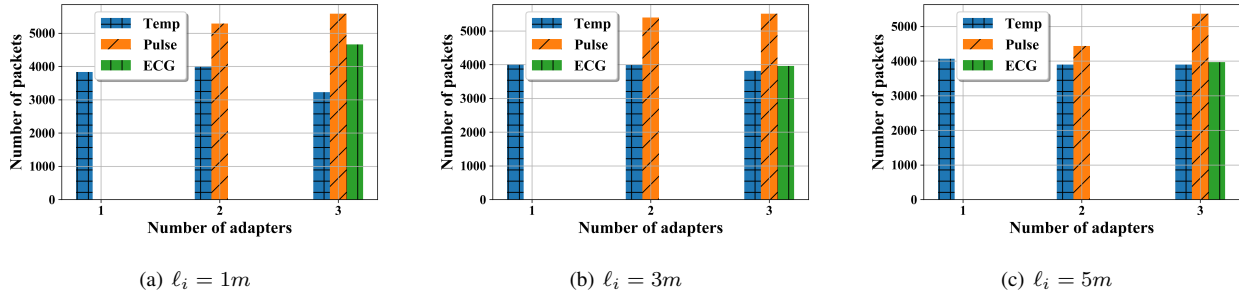 Number of packets
5000
4000
3000
2000
1000
0
Temp
Pulse
ECG
1
2
3
Number of adapters
(a) ℓ_i = 1m
Number of packets
5000
4000
3000
2000
1000
0
Temp
Pulse
ECG
1
2
3
Number of adapters
(b) ℓ_i = 3m
Number of packets
5000
4000
3000
2000
1000
0
Temp
Pulse
ECG
1
2
3
Number of adapters
(c) ℓ_i = 5m